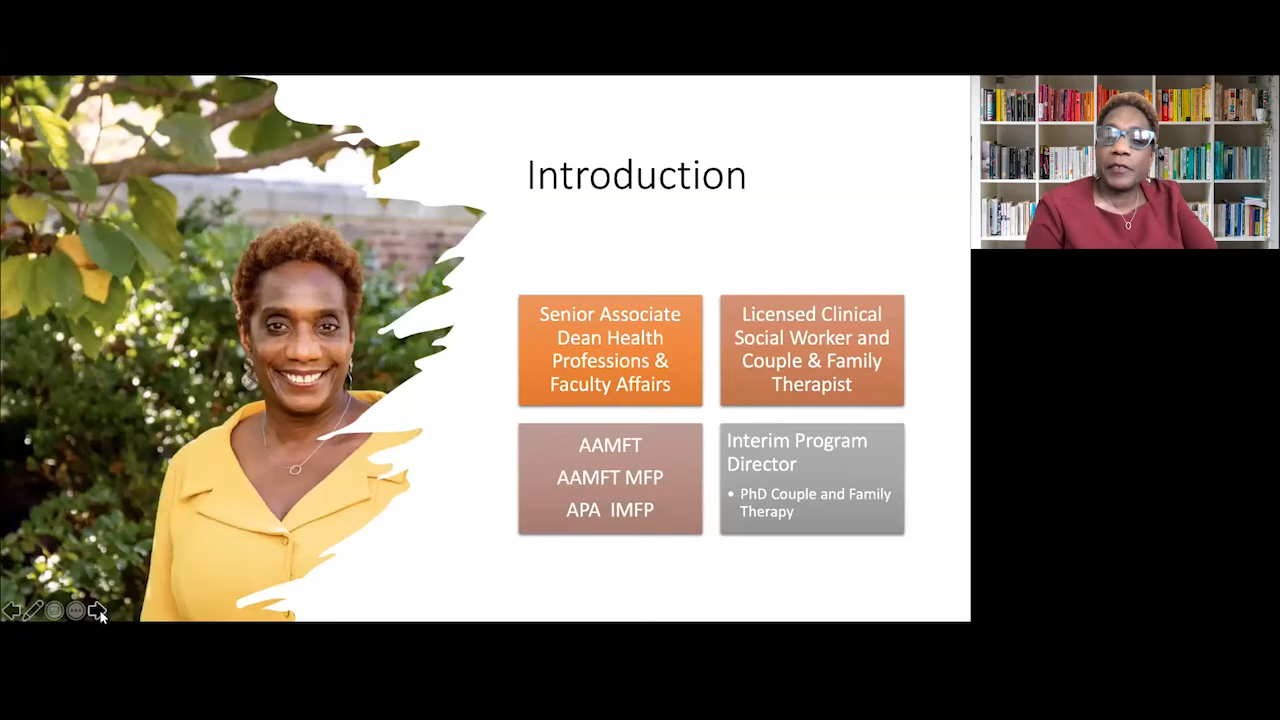 Introduction
Senior Associate
Dean Health
Professions &
Faculty Affairs
Licensed Clinical
Social Worker and
Couple & Family
Therapist
AAMFT
AAMFT MFP
APA IMFP
Interim Program
Director
• PhD Couple and Family
Therapy